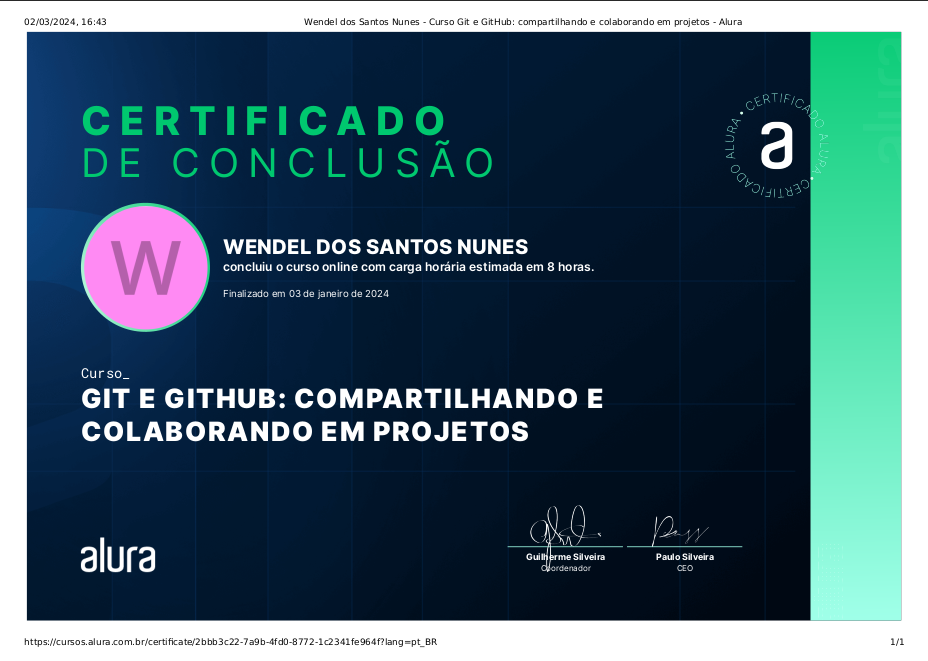 02/03/2024, 16:43
Wendel dos Santos Nunes - Curso Git e GitHub: compartilhando e colaborando em projetos - Alura
CERTIFICADO
DE CONCLUSÃO
CERTIFICADO ALURA • CERTIFICADO ALURA •
a
alura
W
WENDEL DOS SANTOS NUNES
concluiu o curso online com carga horária estimada em 8 horas.
Finalizado em 03 de janeiro de 2024
Curso_
GIT E GITHUB: COMPARTILHANDO E
COLABORANDO EM PROJETOS
alura
Guilherme Silveira
Coordenador
Paulo Silveira
CEO
https://cursos.alura.com.br/certificate/2bbb3c22-7a9b-4fd0-8772-1c2341fe964f?lang=pt_BR
1/1